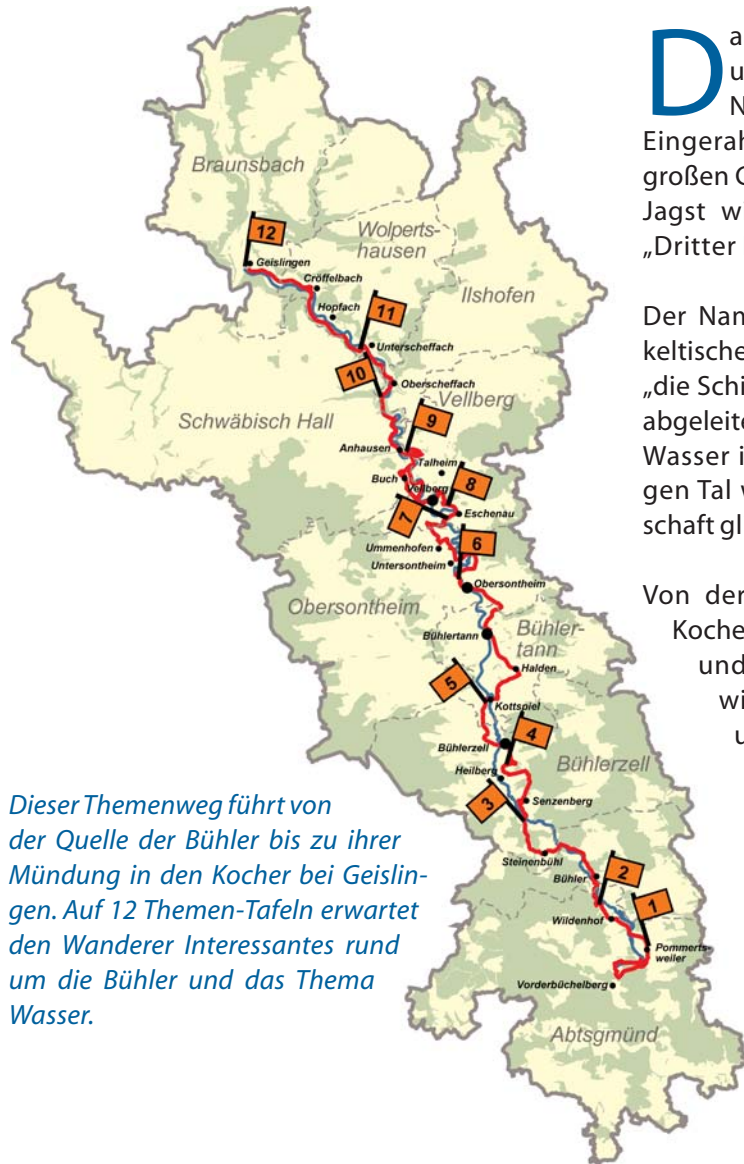 Braunsbach
12
Geislingen
Wolperts-
hausen
Cröffelbach
Ilshofen
Hopfach
11
Unterscheffach
10
Oberscheffach
Vellberg
Schwäbisch Hall
9
Anhausen
Talheim
Buch
Vellberg
8
7
Eschenau
6
Ummenhofen
Untersontheim
Obersontheim
Obersontheim
Bühler-
tann
Bühlertann
Halden
5
Kottspiel
4
Bühlerzell
Bühlerzell
Heilberg
3
Senzenberg
Steinenbühl
Bühler
2
1
Wildenhof
Pommerts-
weiler
Vorderbüchelberg
Abtsgmünd
Dieser Themenweg führt von
der Quelle der Bühler bis zu ihrer
Mündung in den Kocher bei Geislin-
gen. Auf 12 Themen-Tafeln erwartet
den Wanderer Interessantes rund
um die Bühler und das Thema
Wasser.
Da
u
N
Eingerah
großen G
Jagst wi
„Dritter
Der Nam
keltische
„die Schi
abgeleite
Wasser i
gen Tal
schaft gl
Von der
Koche
und
wi
u